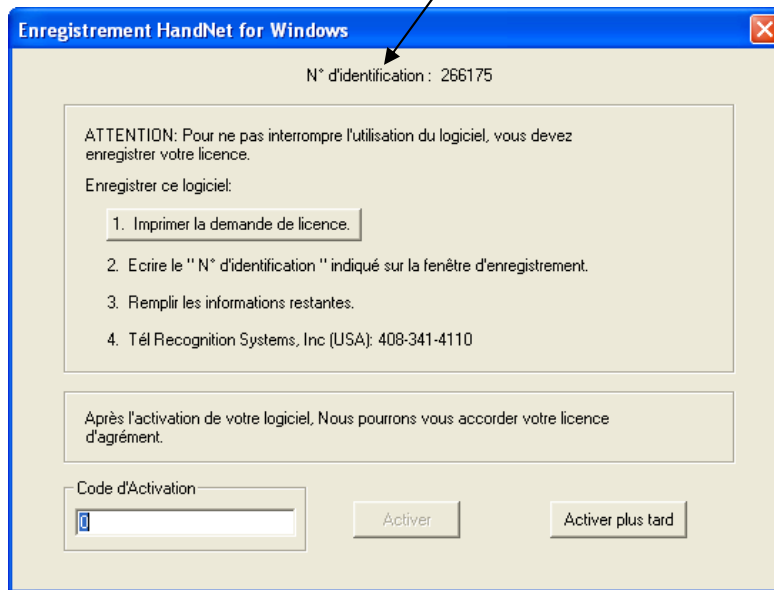 Enregistrement HandNet for Windows
N° d'identification : 266175
ATTENTION: Pour ne pas interrompre l'utilisation du logiciel, vous devez
enregistrer votre licence.
Enregistrer ce logiciel:
1. Imprimer la demande de licence.
2. Ecrire le " N° d'identification " indiqué sur la fenêtre d'enregistrement.
3. Remplir les informations restantes.
4. Tél Recognition Systems, Inc (USA): 408-341-4110
Après l'activation de votre logiciel, Nous pourrons vous accorder votre licence
d'agrément.
Code d'Activation
0
Activer
Activer plus tard